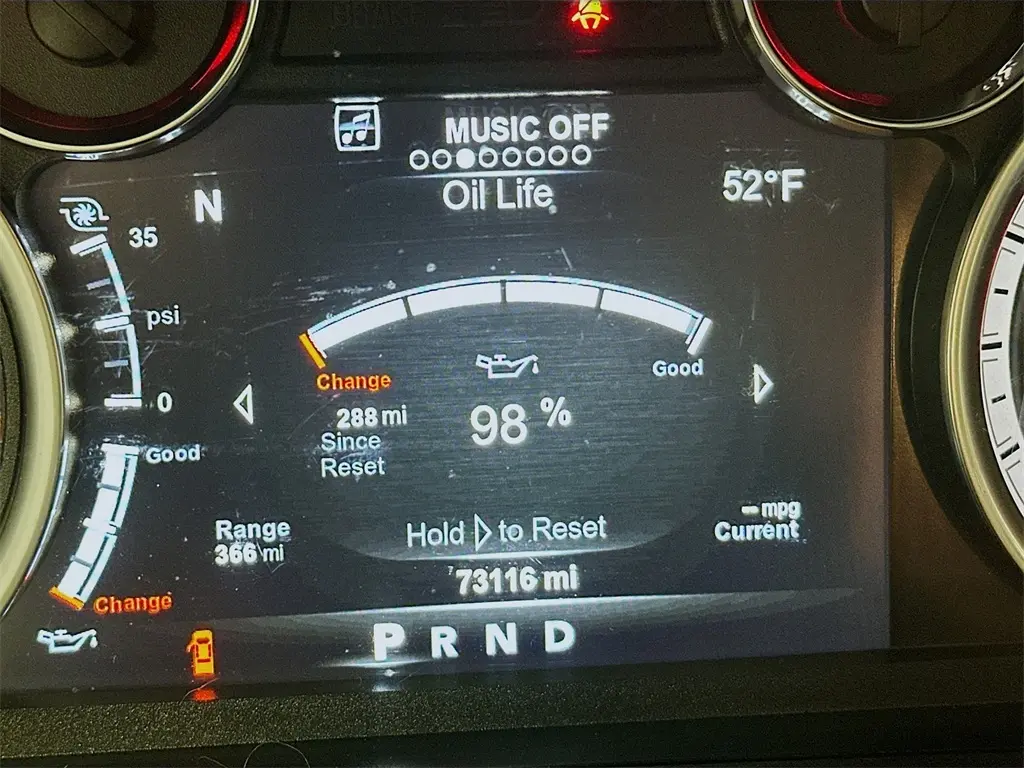 MUSIC OFF
Oil Life
N
52°F
35
psi
0
Change
Good
288 mi
Since
Reset
98 %
Good
Range
366 mi
Hold ▷ to Reset
mpg
Current
73116 mi
Change
P R N D